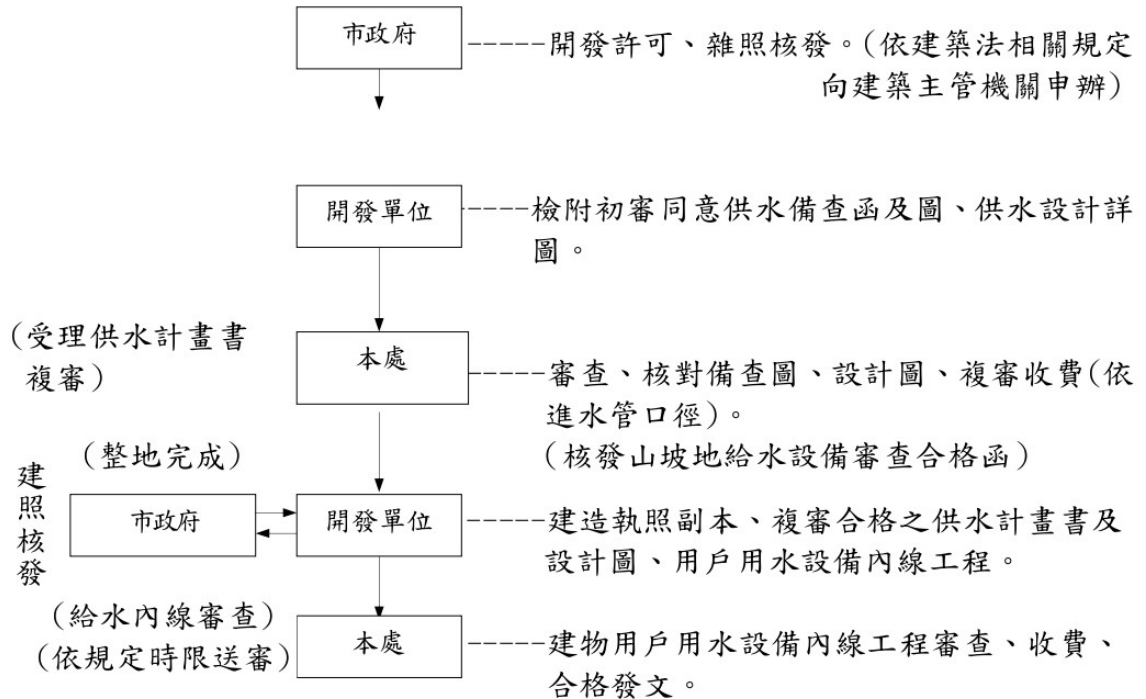 市政府
-----開發許可、雜照核發。(依建築法相關規定
向建築主管機關申辦)
開發單位
-----檢附初審同意供水備查函及圖、供水設計詳
圖。
(受理供水計畫書
複審)
本處
-----審查、核對備查圖、設計圖、複審收費(依
進水管口徑)。
(核發山坡地給水設備審查合格函)
(整地完成)
建照核發
市政府
開發單位
-----建造執照副本、複審合格之供水計畫書及
設計圖、用戶用水設備內線工程。
(給水內線審查)
(依規定時限送審)
本處
-----建物用戶用水設備內線工程審查、收費、
合格發文。